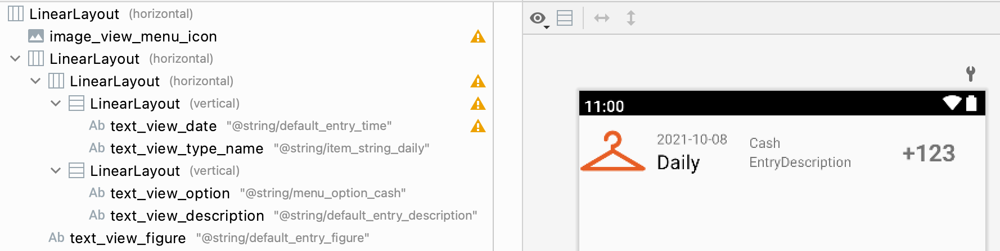 LinearLayout (horizontal)
image_view_menu_icon
LinearLayout (horizontal)
LinearLayout (horizontal)
LinearLayout (vertical)
Ab text_view_date "@string/default_entry_time"
Ab text_view_type_name "@string/item_string_daily"
LinearLayout (vertical)
Ab text_view_option "@string/menu_option_cash"
Ab text_view_description "@string/default_entry_description"
Ab text_view_figure "@string/default_entry_figure"
11:00
2021-10-08
Daily
Cash
EntryDescription
+123